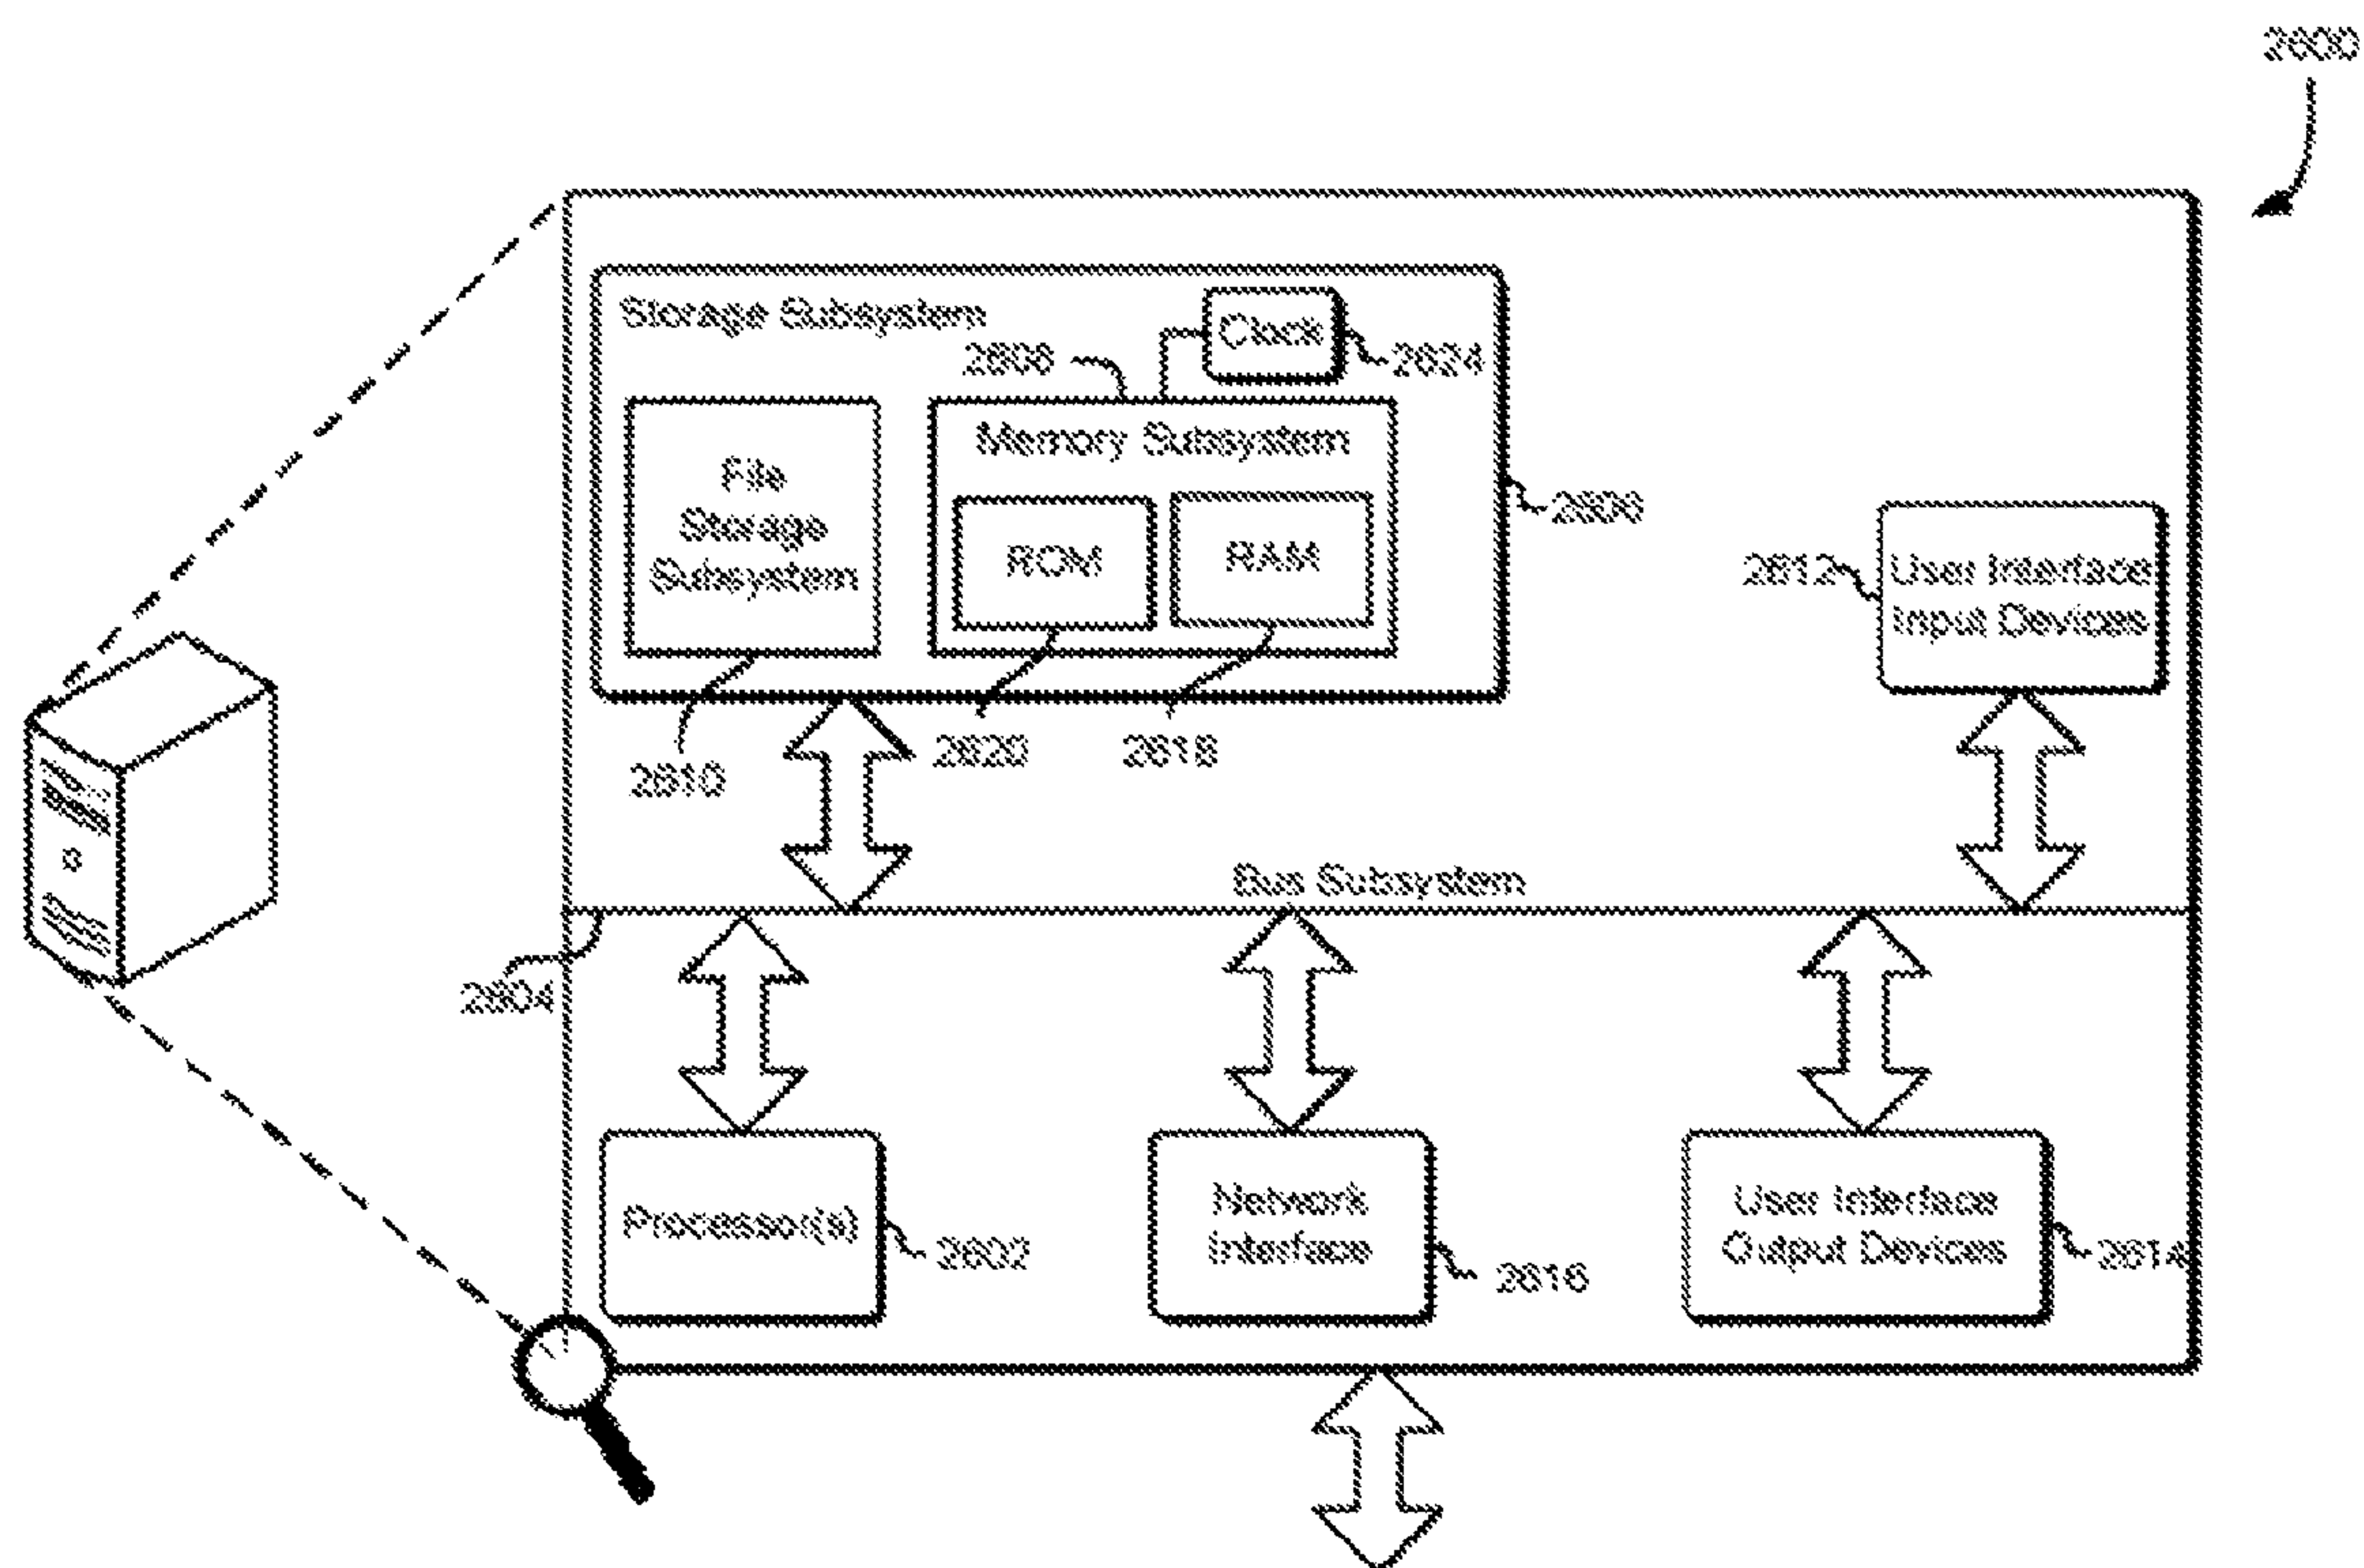 2600
Storage Subsystem
Clock
2608
2624
Memory Subsystem
File
Storage
Subsystem
ROM
RAM
2606
2612
User Interface
Input Devices
2610
2620
2618
Bus Subsystem
2604
Processor(s)
2602
Network
Interface
2616
User Interface
Output Devices
2614